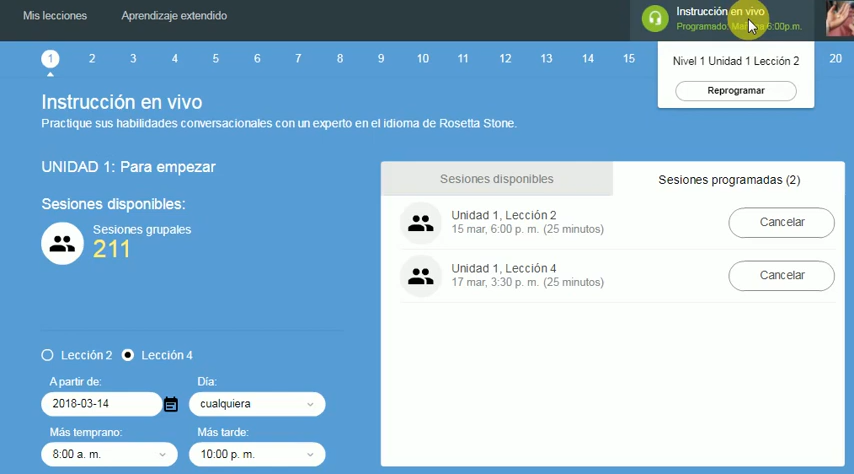 Mis lecciones
Aprendizaje extendido
Instrucción en vivo
Programado: 6:00p.m.
1 2 3 4 5 6 7 8 9 10 11 12 13 14 15 20
Nivel 1 Unidad 1 Lección 2
Reprogramar
Instrucción en vivo
Practique sus habilidades conversacionales con un experto en el idioma de Rosetta Stone.
UNIDAD 1: Para empezar
Sesiones disponibles:
Sesiones grupales
211
Lección 2
Lección 4
A partir de:
2018-03-14
Día:
cualquiera
Más temprano:
8:00 a. m.
Más tarde:
10:00 p. m.
Sesiones disponibles
Sesiones programadas (2)
Unidad 1, Lección 2
15 mar, 6:00 p. m. (25 minutos)
Cancelar
Unidad 1, Lección 4
17 mar, 3:30 p. m. (25 minutos)
Cancelar